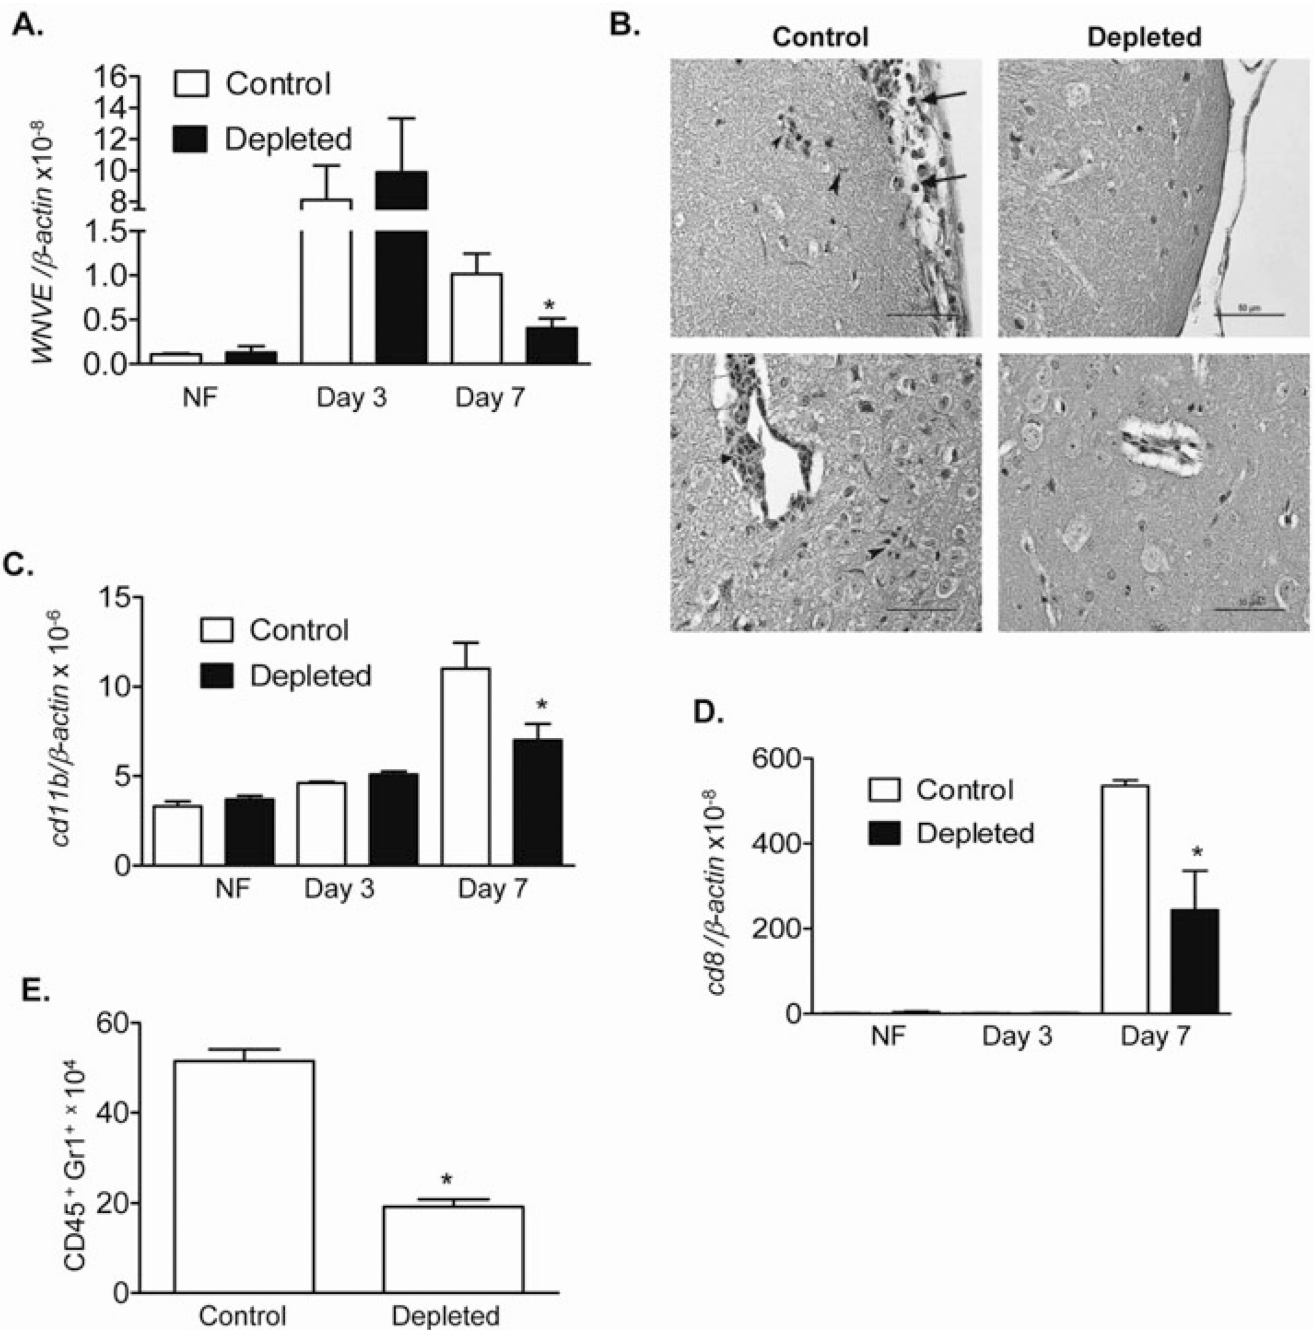 A.
WNVE /β-actin x10-8
16
14
12
10
8
1.5
1.0
0.5
0.0
Control
Depleted
*
NF Day 3 Day 7
B.
Control Depleted
50 µm
C.
cd11b/β-actin x 10-6
15
10
5
0
Control
Depleted
*
NF Day 3 Day 7
D.
cd8 /β-actin x10-8
600
400
200
0
Control
Depleted
*
NF Day 3 Day 7
E.
CD45+ Gr1+ x 104
60
40
20
0
*
Control Depleted